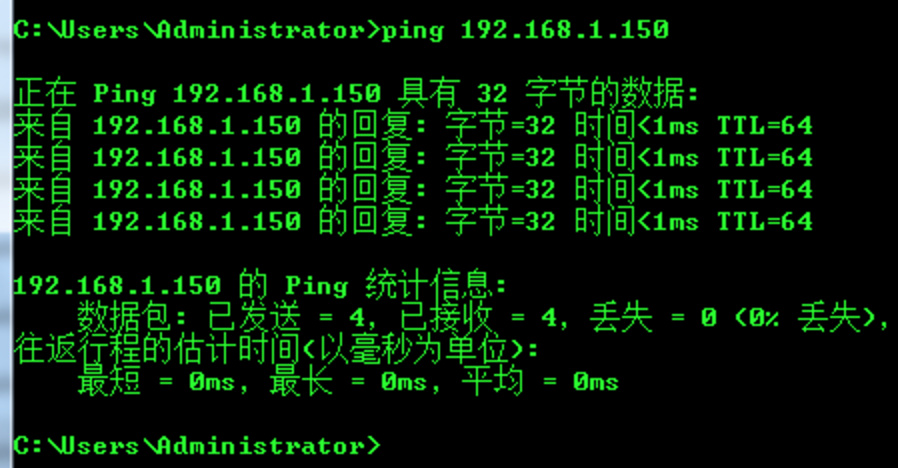 C:\Users\Administrator>ping 192.168.1.150
正在 Ping 192.168.1.150 具有 32 字节的数据:
来自 192.168.1.150 的回复: 字节=32 时间<1ms TTL=64
来自 192.168.1.150 的回复: 字节=32 时间<1ms TTL=64
来自 192.168.1.150 的回复: 字节=32 时间<1ms TTL=64
来自 192.168.1.150 的回复: 字节=32 时间<1ms TTL=64
192.168.1.150 的 Ping 统计信息:
数据包: 已发送 = 4, 已接收 = 4, 丢失 = 0 (0% 丢失),
往返行程的估计时间(以毫秒为单位):
最短 = 0ms, 最长 = 0ms, 平均 = 0ms
C:\Users\Administrator>